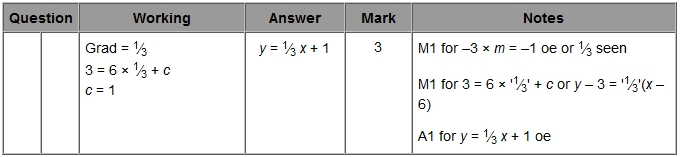 Question Working Answer Mark Notes
Grad = ⅓ y = ⅓ x + 1 3 M1 for –3 × m = –1 oe or ⅓ seen
3 = 6 × ⅓ + c
c = 1
M1 for 3 = 6 × '⅓' + c or y – 3 = '⅓'(x –
6)
A1 for y = ⅓ x + 1 oe